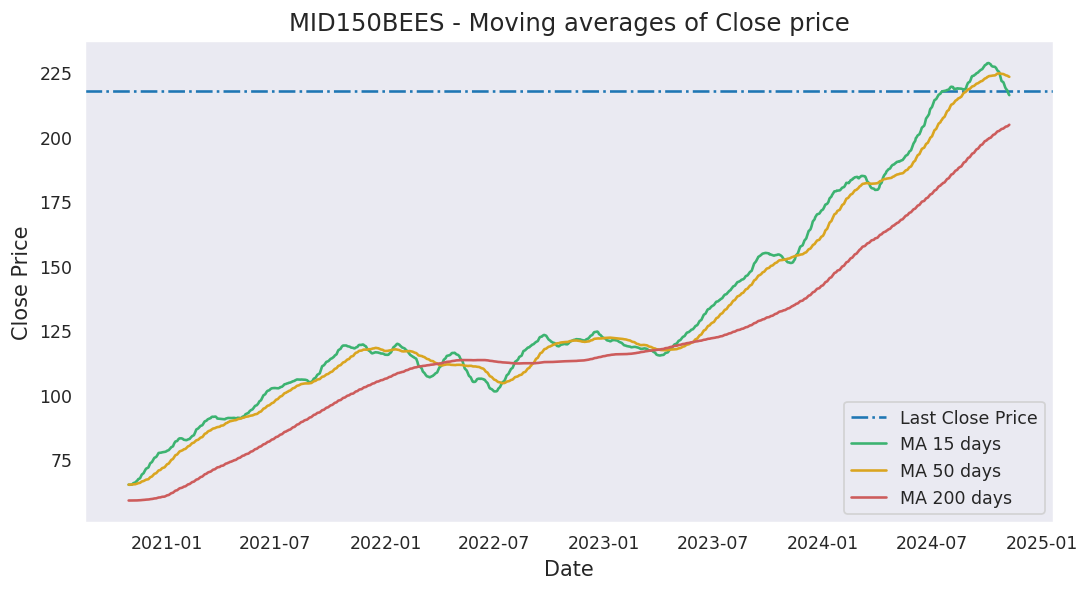 MID150BEES - Moving averages of Close price
Close Price
225
200
175
150
125
100
75
2021-01
2021-07
2022-01
2022-07
2023-01
2023-07
2024-01
2024-07
2025-01
Date
Last Close Price
MA 15 days
MA 50 days
MA 200 days